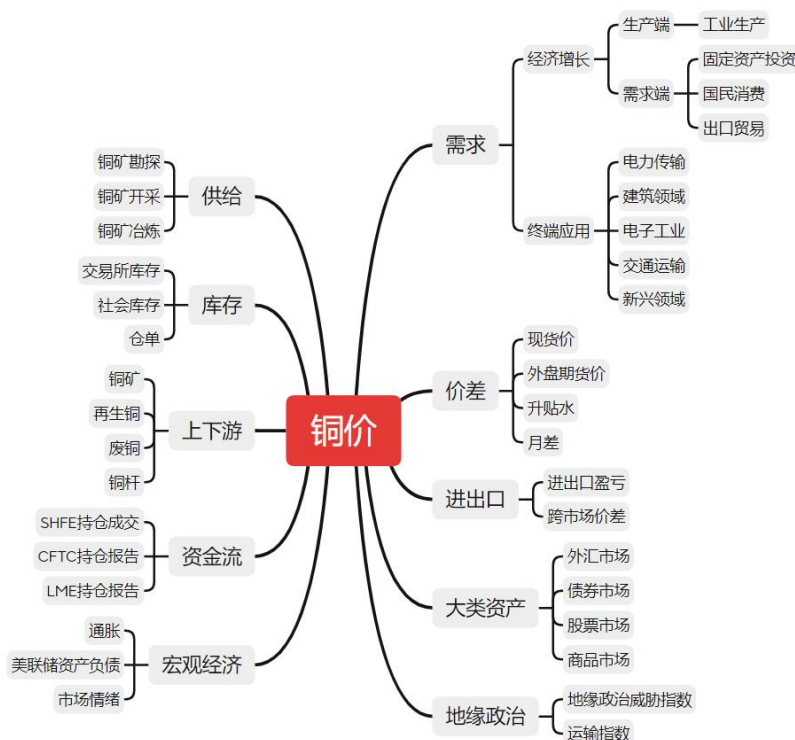 铜价
需求
经济增长
生产端
工业生产
需求端
固定资产投资
国民消费
出口贸易
终端应用
电力传输
建筑领域
电子工业
交通运输
新兴领域
价差
现货价
外盘期货价
升贴水
月差
进出口
进出口盈亏
跨市场价差
大类资产
外汇市场
债券市场
股票市场
商品市场
地缘政治
地缘政治威胁指数
运输指数
供给
铜矿勘探
铜矿开采
铜矿冶炼
库存
交易所库存
社会库存
仓单
上下游
铜矿
再生铜
废铜
铜杆
资金流
SHFE持仓成交
CFTC持仓报告
LME持仓报告
宏观经济
通胀
美联储资产负债
市场情绪